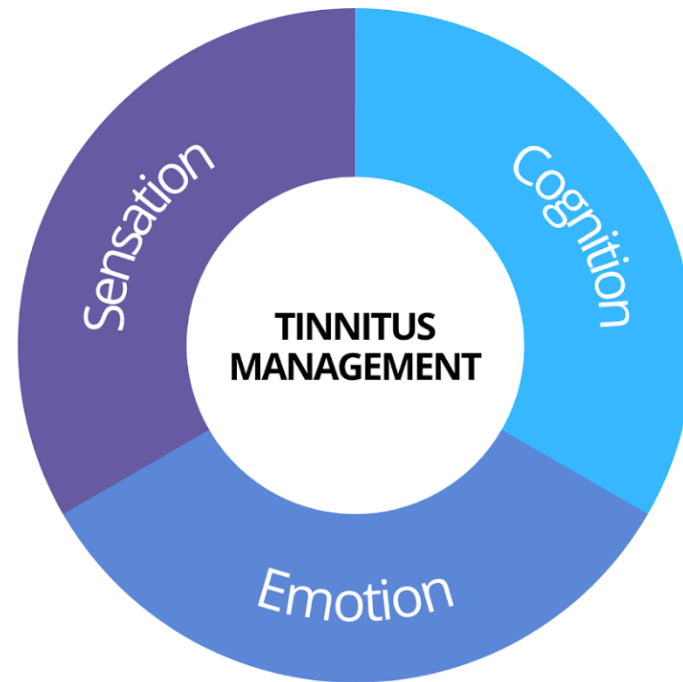 Sensation
Cognition
TINNITUS
MANAGEMENT
Emotion